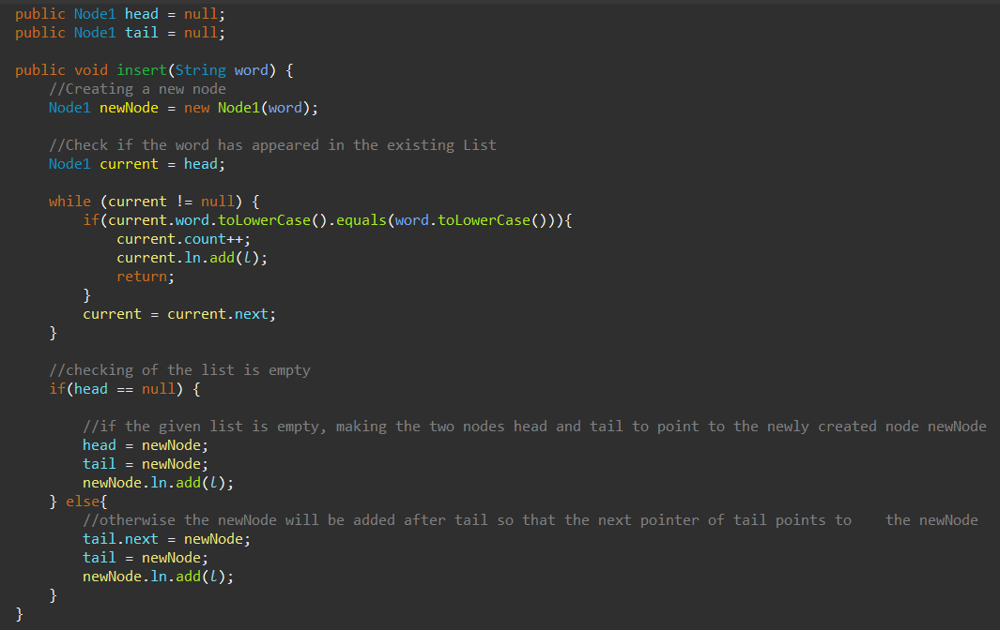 public Node1 head = null;
public Node1 tail = null;
public void insert(String word) {
//Creating a new node
Node1 newNode = new Node1(word);
//Check if the word has appeared in the existing List
Node1 current = head;
while (current != null) {
if(current.word.toLowerCase().equals(word.toLowerCase())){
current.count++;
current.ln.add(l);
return;
}
current = current.next;
}
//checking of the list is empty
if(head == null) {
//if the given list is empty, making the two nodes head and tail to point to the newly created node newNode
head = newNode;
tail = newNode;
newNode.ln.add(l);
} else{
//otherwise the newNode will be added after tail so that the next pointer of tail points to    the newNode
tail.next = newNode;
tail = newNode;
newNode.ln.add(l);
}
}